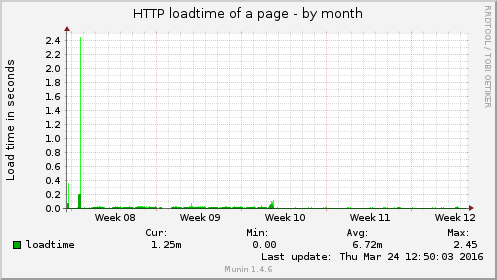 HTTP loadtime of a page - by month
RRDTOOL / TOBI OETIKER
Load time in seconds
2.4
2.2
2.0
1.8
1.6
1.4
1.2
1.0
0.8
0.6
0.4
0.2
0.0
Week 08 Week 09 Week 10 Week 11 Week 12
Cur: Min: Avg: Max:
loadtime 1.25m 0.00 6.72m 2.45
Last update: Thu Mar 24 12:50:03 2016
Munin 1.4.6